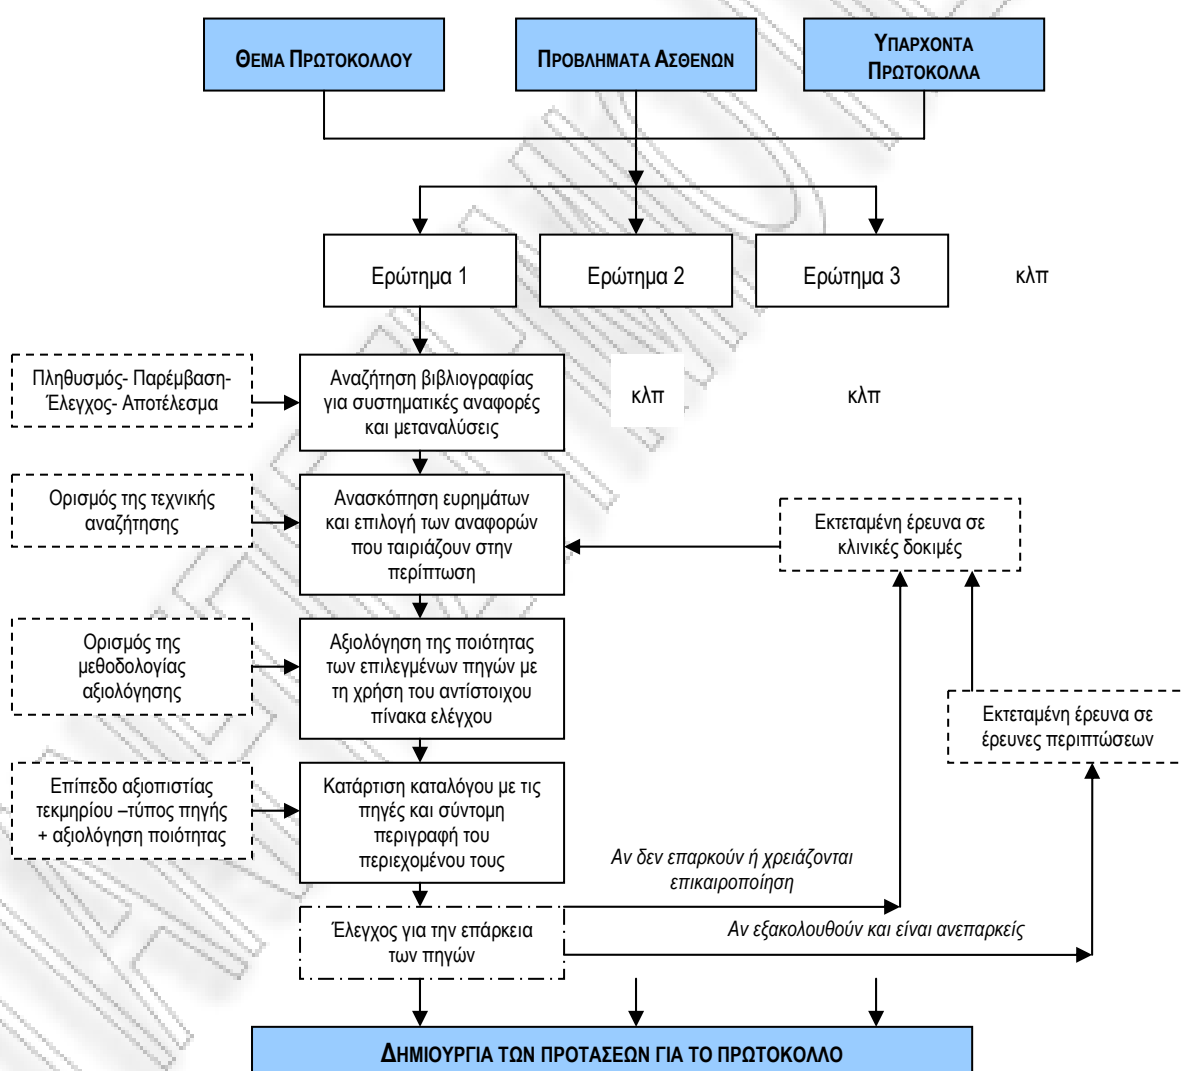 ΘΕΜΑ ΠΡΩΤΟΚΟΛΛΟΥ
ΠΡΟΒΛΗΜΑΤΑ ΑΣΘΕΝΩΝ
ΥΠΑΡΧΟΝΤΑ
ΠΡΩΤΟΚΟΛΛΑ
Ερώτημα 1
Ερώτημα 2
Ερώτημα 3
κλπ
Πληθυσμός- Παρέμβαση-
Έλεγχος- Αποτέλεσμα
Αναζήτηση βιβλιογραφίας
για συστηματικές αναφορές
και μεταναλύσεις
κλπ
κλπ
Ορισμός της τεχνικής
αναζήτησης
Ανασκόπηση ευρημάτων
και επιλογή των αναφορών
που ταιριάζουν στην
περίπτωση
Εκτεταμένη έρευνα σε
κλινικές δοκιμές
Ορισμός της
μεθοδολογίας
αξιολόγησης
Αξιολόγηση της ποιότητας
των επιλεγμένων πηγών με
τη χρήση του αντίστοιχου
πίνακα ελέγχου
Εκτεταμένη έρευνα σε
έρευνες περιπτώσεων
Επίπεδο αξιοπιστίας
τεκμηρίου –τύπος πηγής
+ αξιολόγηση ποιότητας
Κατάρτιση καταλόγου με τις
πηγές και σύντομη
περιγραφή του
περιεχομένου τους
Αν δεν επαρκούν ή χρειάζονται
επικαιροποίηση
Έλεγχος για την επάρκεια
των πηγών
Αν εξακολουθούν και είναι ανεπαρκείς
ΔΗΜΙΟΥΡΓΙΑ ΤΩΝ ΠΡΟΤΑΣΕΩΝ ΓΙΑ ΤΟ ΠΡΩΤΟΚΟΛΛΟ